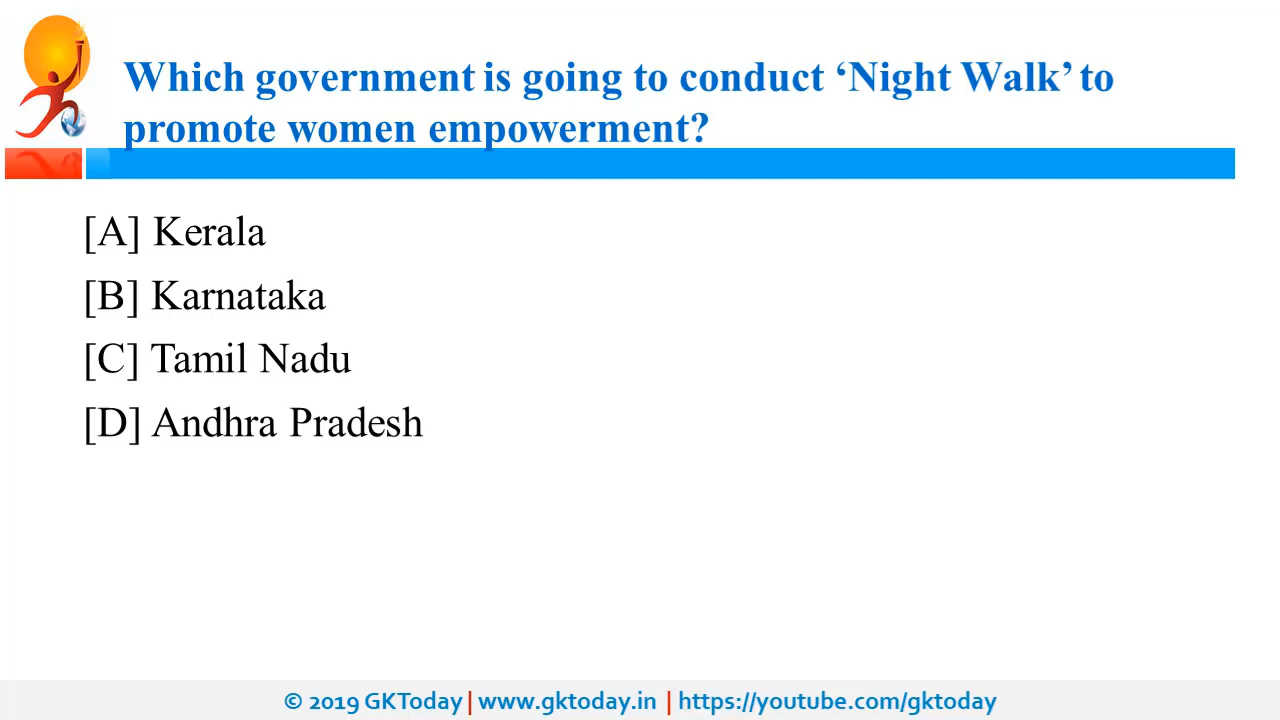 Which government is going to conduct ‘Night Walk’ to
promote women empowerment?
[A] Kerala
[B] Karnataka
[C] Tamil Nadu
[D] Andhra Pradesh
© 2019 GKToday | www.gktoday.in | https://youtube.com/gktoday